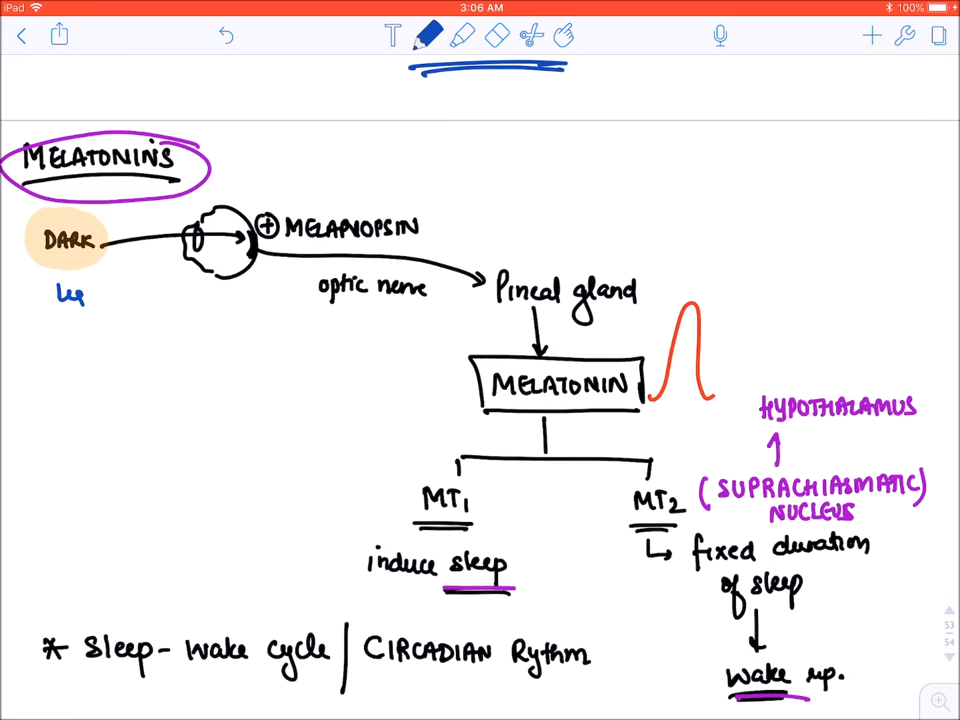 iPad
3:06 AM
100%
T
MELATONINS
DARK
+ MELANOPSIN
optic nerve
Pineal gland
MELATONIN
HYPOTHALAMUS
MT1
MT2
(SUPRACHIASMATIC)
NUCLEUS
induce sleep
fixed duration
of sleep
* Sleep - wake cycle | CIRCADIAN Rythm
wake up.
53
54